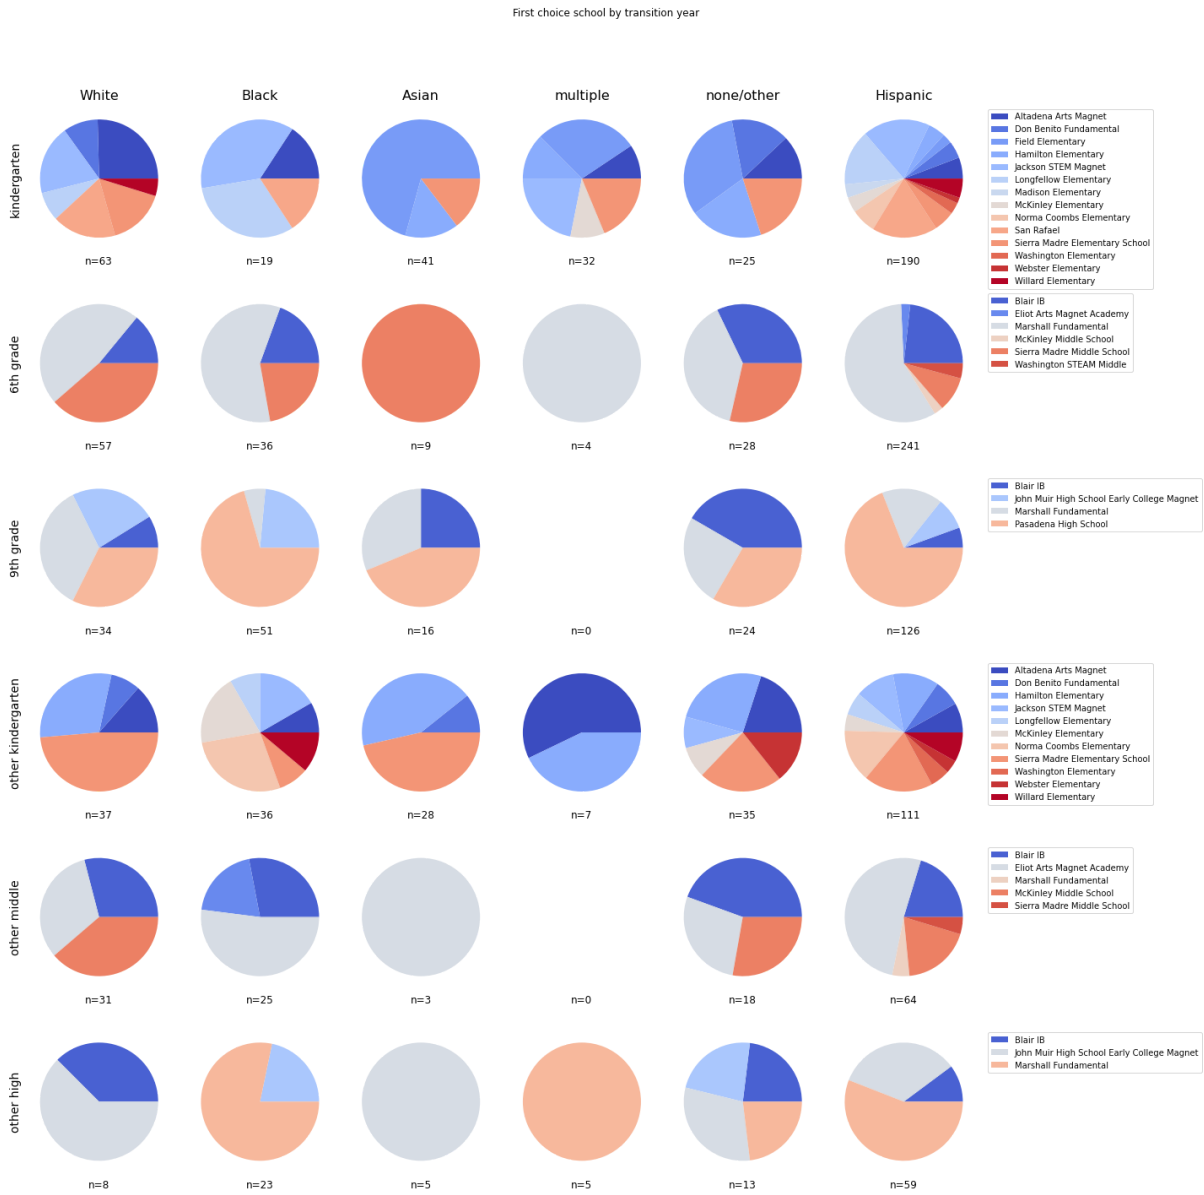 First choice school by transition year
White
Black
Asian
multiple
none/other
Hispanic
kindergarten
n=63
n=19
n=41
n=32
n=25
n=190
Altadena Arts Magnet
Don Benito Fundamental
Field Elementary
Hamilton Elementary
Jackson STEM Magnet
Longfellow Elementary
Madison Elementary
McKinley Elementary
Norma Coombs Elementary
San Rafael
Sierra Madre Elementary School
Washington Elementary
Webster Elementary
Willard Elementary
6th grade
n=57
n=36
n=9
n=4
n=28
n=241
Blair IB
Eliot Arts Magnet Academy
Marshall Fundamental
McKinley Middle School
Sierra Madre Middle School
Washington STEAM Middle
9th grade
n=34
n=51
n=16
n=0
n=24
n=126
Blair IB
John Muir High School Early College Magnet
Marshall Fundamental
Pasadena High School
other kindergarten
n=37
n=36
n=28
n=7
n=35
n=111
Altadena Arts Magnet
Don Benito Fundamental
Hamilton Elementary
Jackson STEM Magnet
Longfellow Elementary
McKinley Elementary
Norma Coombs Elementary
Sierra Madre Elementary School
Washington Elementary
Webster Elementary
Willard Elementary
other middle
n=31
n=25
n=3
n=0
n=18
n=64
Blair IB
Eliot Arts Magnet Academy
Marshall Fundamental
McKinley Middle School
Sierra Madre Middle School
other high
n=8
n=23
n=5
n=5
n=13
n=59
Blair IB
John Muir High School Early College Magnet
Marshall Fundamental